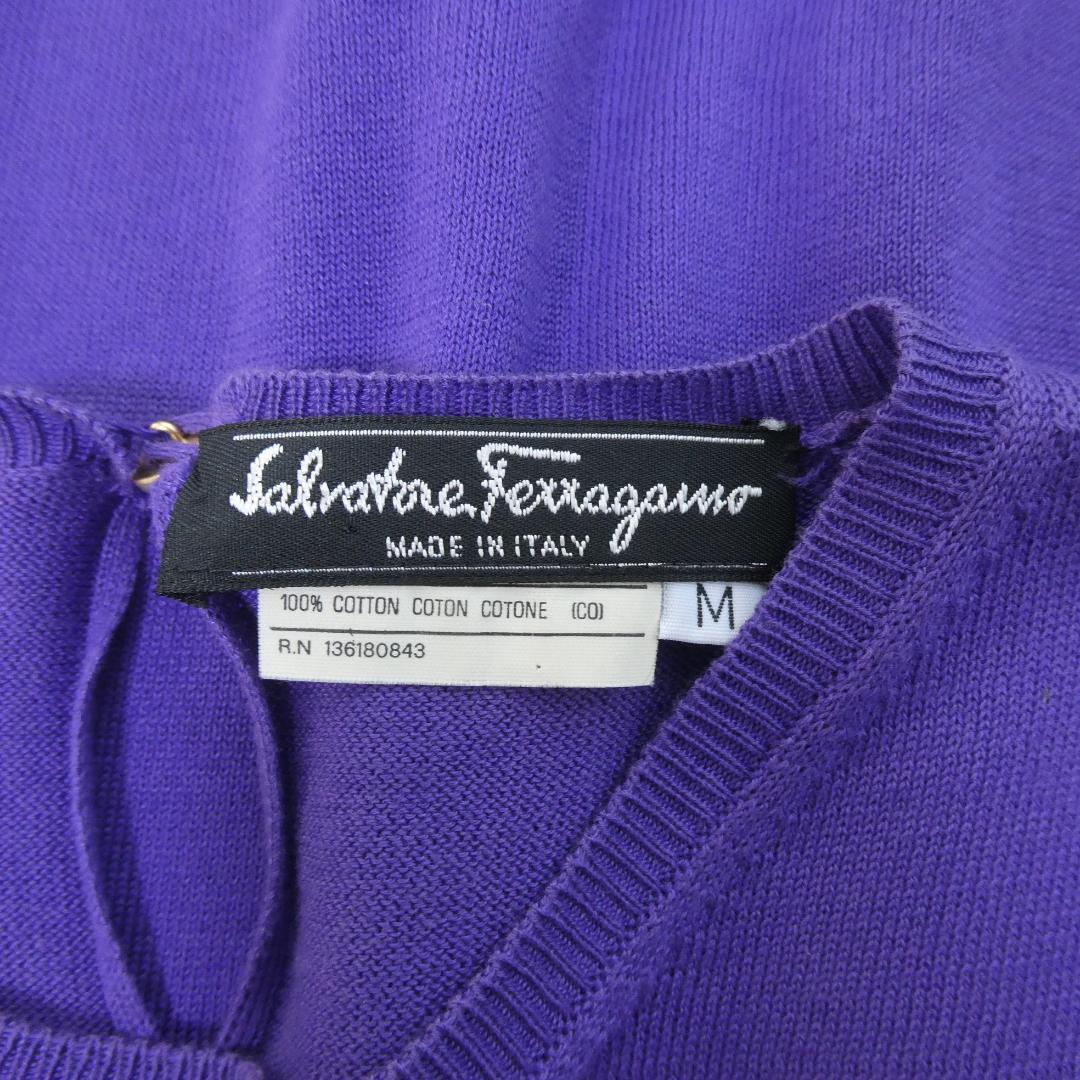 Salvatore Ferragamo
MADE IN ITALY
100% COTTON COTON COTONE (CO)
M
R.N 136180843